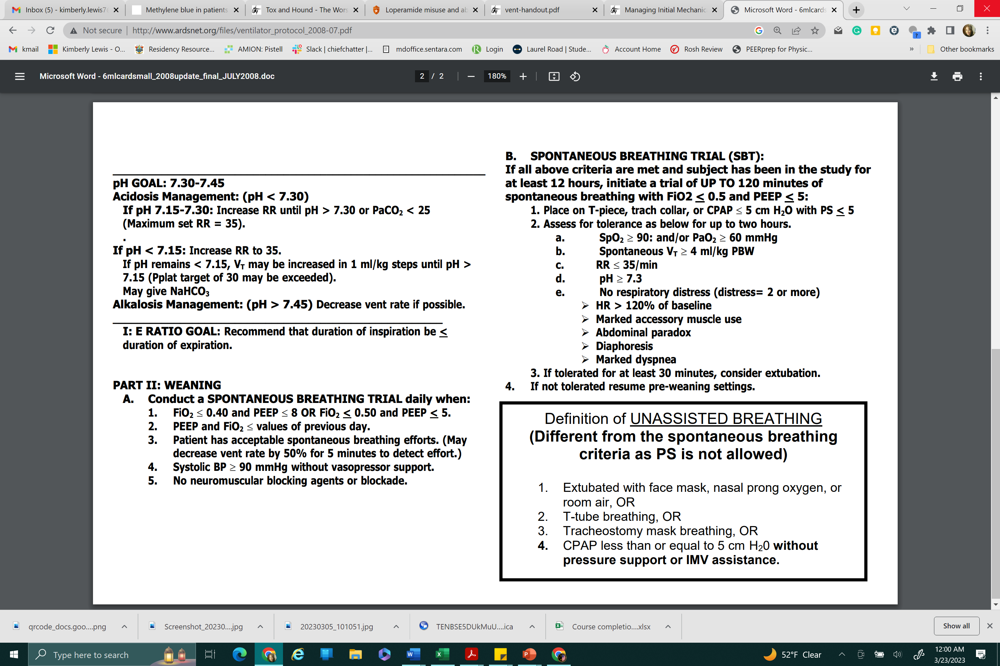 Inbox (5) - kimberly.lewis7
Methylene blue in patients
Tox and Hound - The Wors
Loperamide misuse and ab
vent-handout.pdf
Managing Initial Mechanic
Microsoft Word - 6mlcards
Not secure
http://www.ardsnet.org/files/ventilator_protocol_2008-07.pdf
kmail
Kimberly Lewis - O...
Residency Resource...
AMION: Pistell
Slack | chiefchatter |...
mdoffice.sentara.com
Login
Laurel Road | Stude...
Account Home
Rosh Review
PEERprep for Physic...
»
Other bookmarks
Microsoft Word - 6mlcardsmall_2008update_final_JULY2008.doc
2 / 2
180%
pH GOAL: 7.30-7.45
Acidosis Management: (pH < 7.30)
If pH 7.15-7.30: Increase RR until pH > 7.30 or PaCO₂ < 25
(Maximum set RR = 35).
.
If pH < 7.15: Increase RR to 35.
If pH remains < 7.15, VT may be increased in 1 ml/kg steps until pH >
7.15 (Pplat target of 30 may be exceeded).
May give NaHCO₃
Alkalosis Management: (pH > 7.45) Decrease vent rate if possible.
I: E RATIO GOAL: Recommend that duration of inspiration be ≤
duration of expiration.
PART II: WEANING
A. Conduct a SPONTANEOUS BREATHING TRIAL daily when:
1. FiO₂ ≤ 0.40 and PEEP ≤ 8 OR FiO₂ ≤ 0.50 and PEEP ≤ 5.
2. PEEP and FiO₂ ≤ values of previous day.
3. Patient has acceptable spontaneous breathing efforts. (May
decrease vent rate by 50% for 5 minutes to detect effort.)
4. Systolic BP ≥ 90 mmHg without vasopressor support.
5. No neuromuscular blocking agents or blockade.
B. SPONTANEOUS BREATHING TRIAL (SBT):
If all above criteria are met and subject has been in the study for
at least 12 hours, initiate a trial of UP TO 120 minutes of
spontaneous breathing with FiO2 ≤ 0.5 and PEEP ≤ 5:
1. Place on T-piece, trach collar, or CPAP ≤ 5 cm H₂O with PS ≤ 5
2. Assess for tolerance as below for up to two hours.
a. SpO₂ ≥ 90: and/or PaO₂ ≥ 60 mmHg
b. Spontaneous VT ≥ 4 ml/kg PBW
c. RR ≤ 35/min
d. pH ≥ 7.3
e. No respiratory distress (distress= 2 or more)
➢ HR > 120% of baseline
➢ Marked accessory muscle use
➢ Abdominal paradox
➢ Diaphoresis
➢ Marked dyspnea
3. If tolerated for at least 30 minutes, consider extubation.
4. If not tolerated resume pre-weaning settings.
Definition of UNASSISTED BREATHING
(Different from the spontaneous breathing
criteria as PS is not allowed)
1. Extubated with face mask, nasal prong oxygen, or
room air, OR
2. T-tube breathing, OR
3. Tracheostomy mask breathing, OR
4. CPAP less than or equal to 5 cm H₂0 without
pressure support or IMV assistance.
qrcode_docs.goo....png
Screenshot_20230....jpg
20230305_101051.jpg
TENBSE5DUkMuU....ica
Course completio....xlsx
Show all
Type here to search
52°F Clear
12:00 AM
3/23/2023